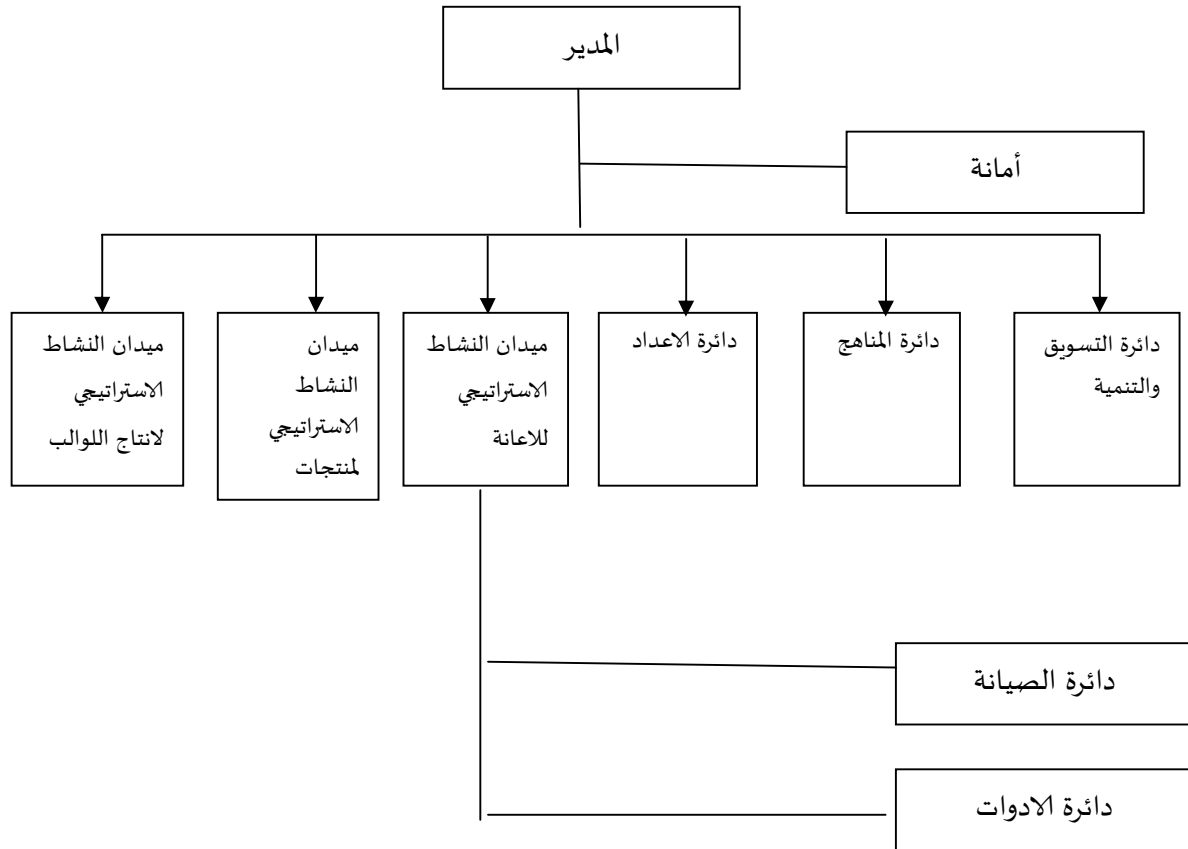 المدير
أمانة
دائرة التسويق
والتنمية
دائرة المناهج
دائرة الاعداد
ميدان النشاط
الاستراتيجي
للاعانة
ميدان
النشاط
الاستراتيجي
لمنتجات
ميدان النشاط
الاستراتيجي
لانتاج اللوالب
دائرة الصيانة
دائرة الادوات